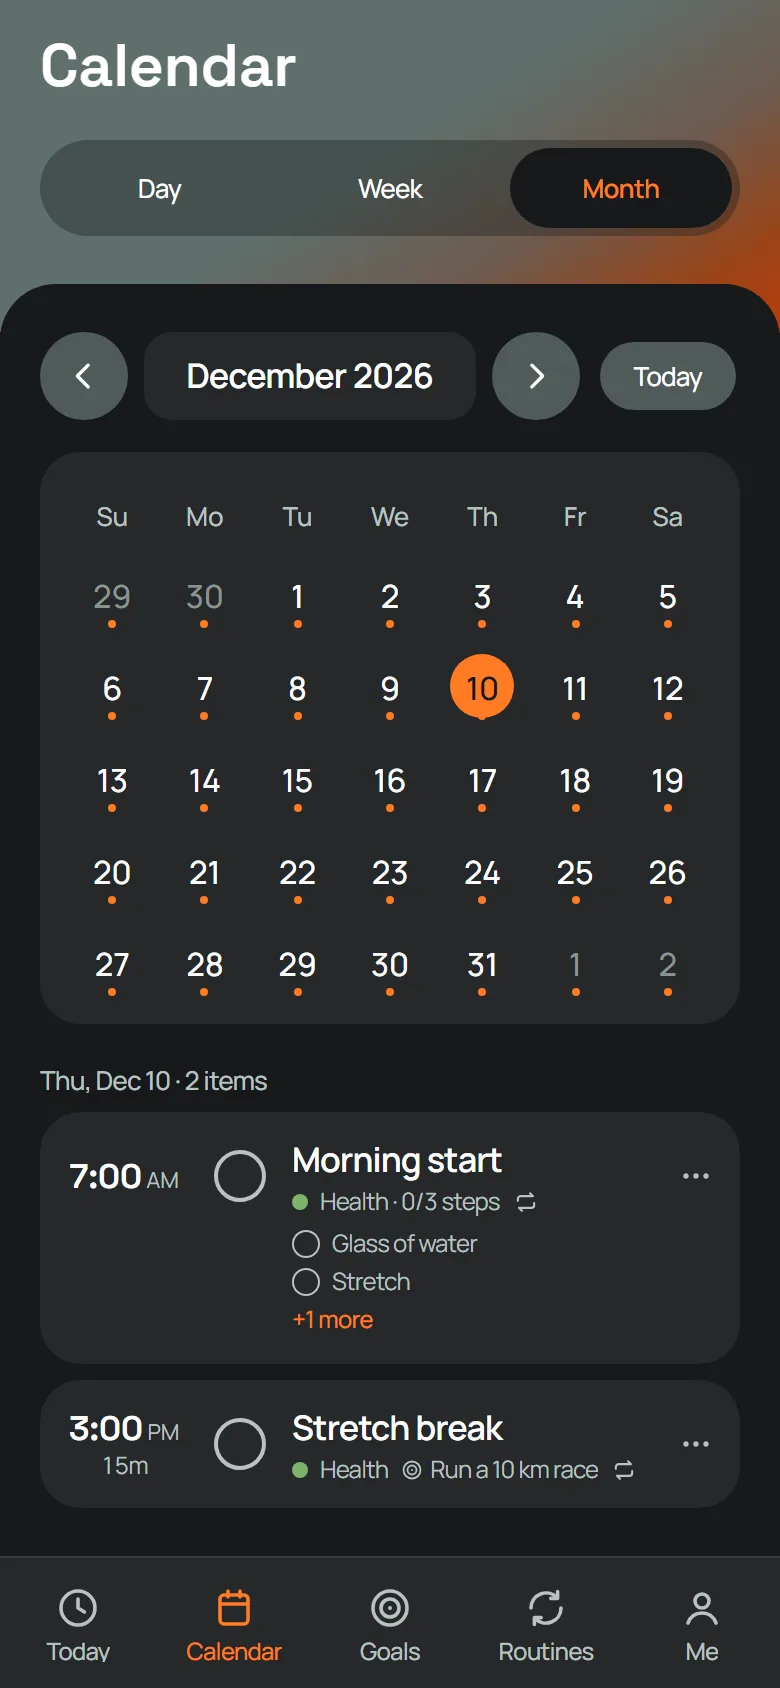 Calendar
Day Week Month
December 2026 Today
Su Mo Tu We Th Fr Sa
29 30 1 2 3 4 5
6 7 8 9 10 11 12
13 14 15 16 17 18 19
20 21 22 23 24 25 26
27 28 29 30 31 1 2
Thu, Dec 10 · 2 items
7:00 AM Morning start
Health · 0/3 steps
Glass of water
Stretch
+1 more
3:00 PM Stretch break
15m Health Run a 10 km race
Today Calendar Goals Routines Me